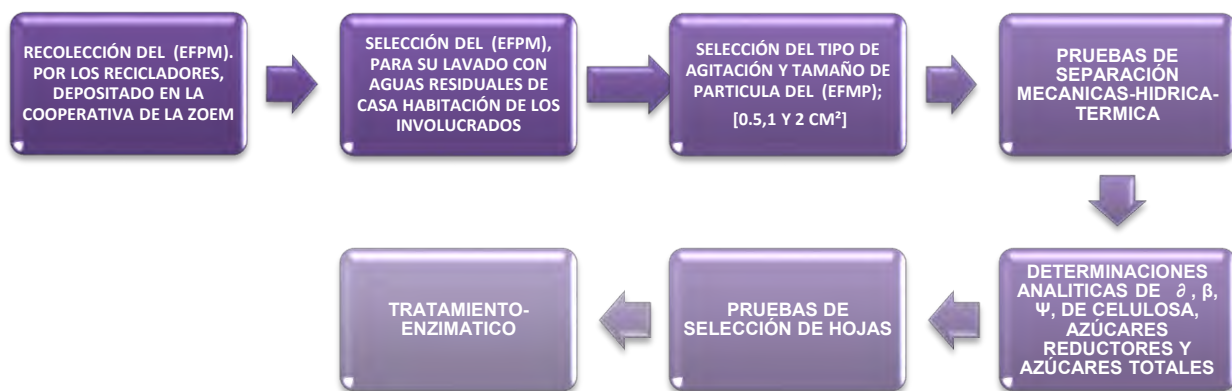 RECOLECCIÓN DEL (EFPM).
POR LOS RECICLADORES,
DEPOSITADO EN LA
COOPERATIVA DE LA ZOEM
SELECCIÓN DEL (EFPM),
PARA SU LAVADO CON
AGUAS RESIDUALES DE
CASA HABITACIÓN DE LOS
INVOLUCRADOS
SELECCIÓN DEL TIPO DE
AGITACIÓN Y TAMAÑO DE
PARTICULA DEL (EFMP);
[0.5,1 Y 2 CM²]
PRUEBAS DE
SEPARACIÓN
MECANICAS-HIDRICA-
TERMICA
DETERMINACIONES
ANALITICAS DE ∂, β,
Ψ, DE CELULOSA,
AZÚCARES
REDUCTORES Y
AZÚCARES TOTALES
PRUEBAS DE
SELECCIÓN DE HOJAS
TRATAMIENTO-
ENZIMATICO